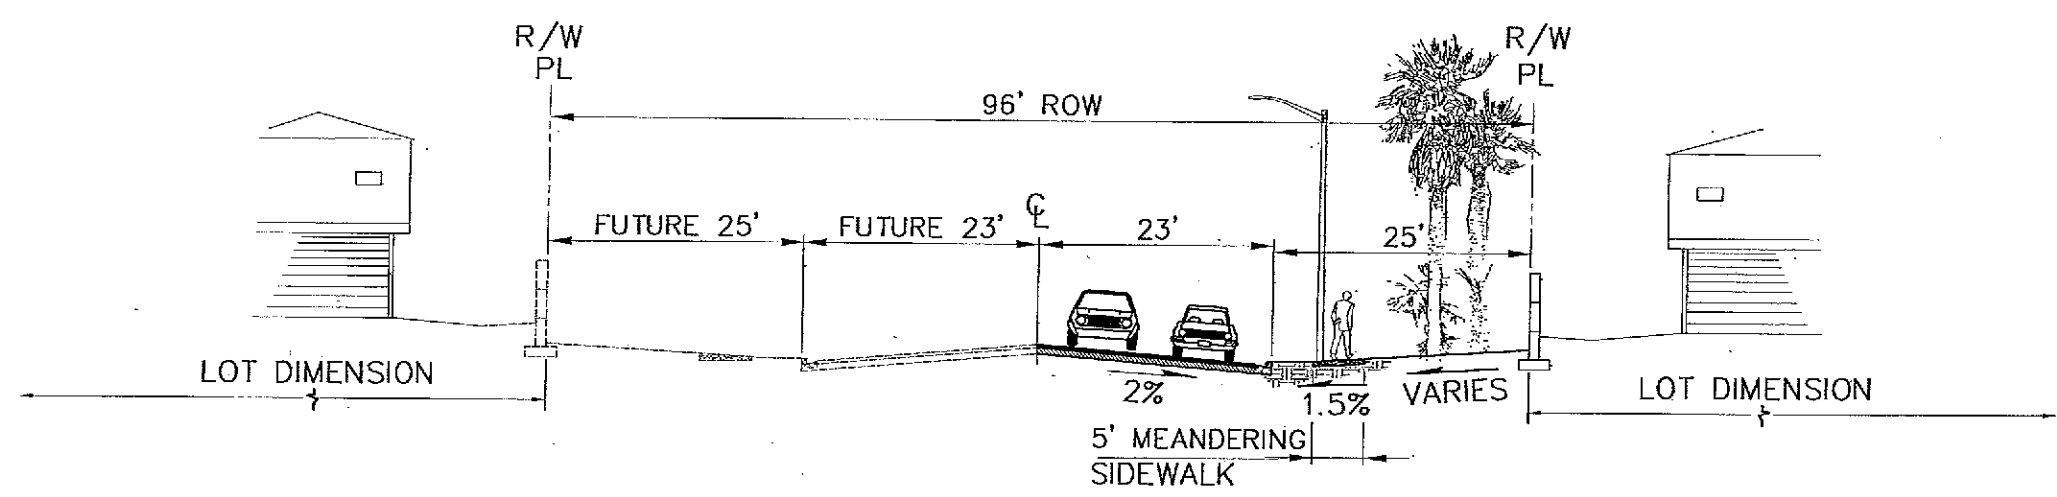 R/W
PL
R/W
PL
96' ROW
℄
FUTURE 25'
FUTURE 23'
23'
25'
LOT DIMENSION
2%
1.5%
VARIES
LOT DIMENSION
5' MEANDERING
SIDEWALK